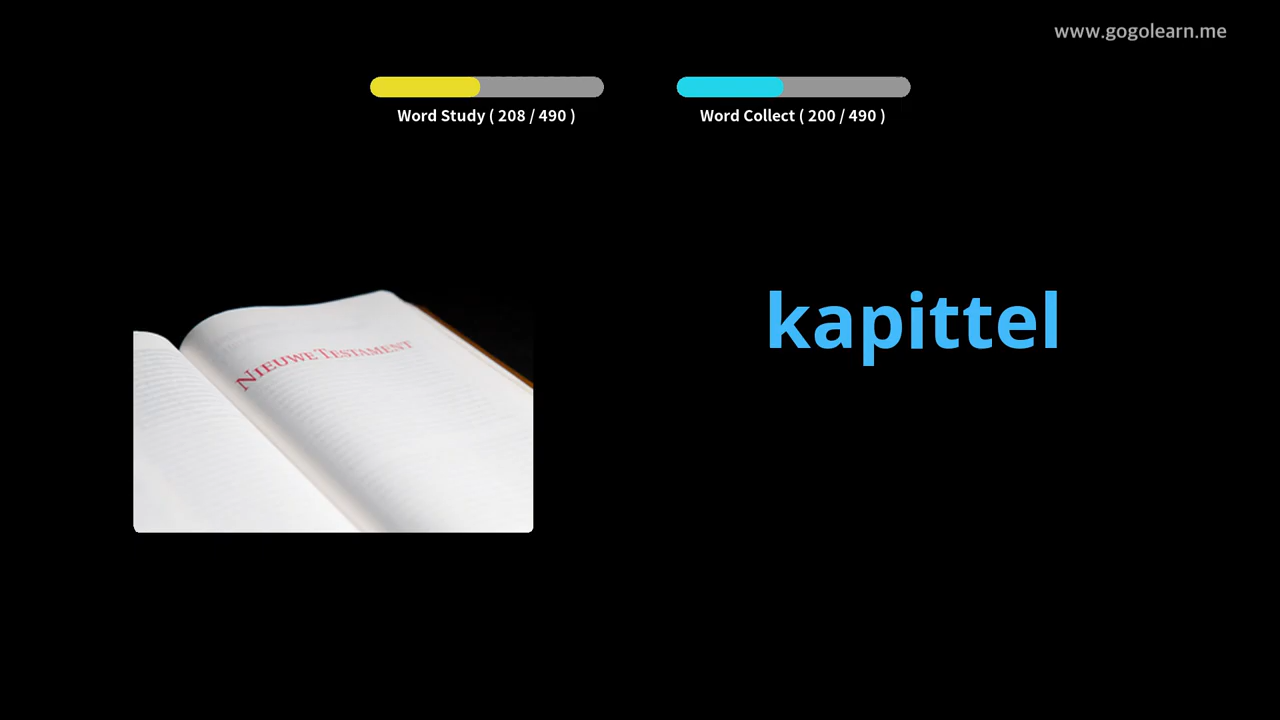 www.gogolearn.me
Word Study ( 208 / 490 )
Word Collect ( 200 / 490 )
NIEUWE TESTAMENT
kapittel